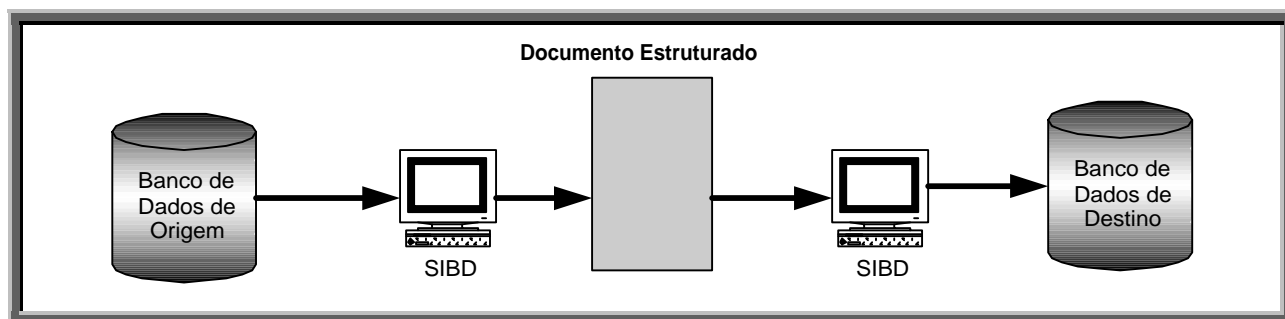 Documento Estruturado
Banco de
Dados de
Origem
SIBD
SIBD
Banco de
Dados de
Destino